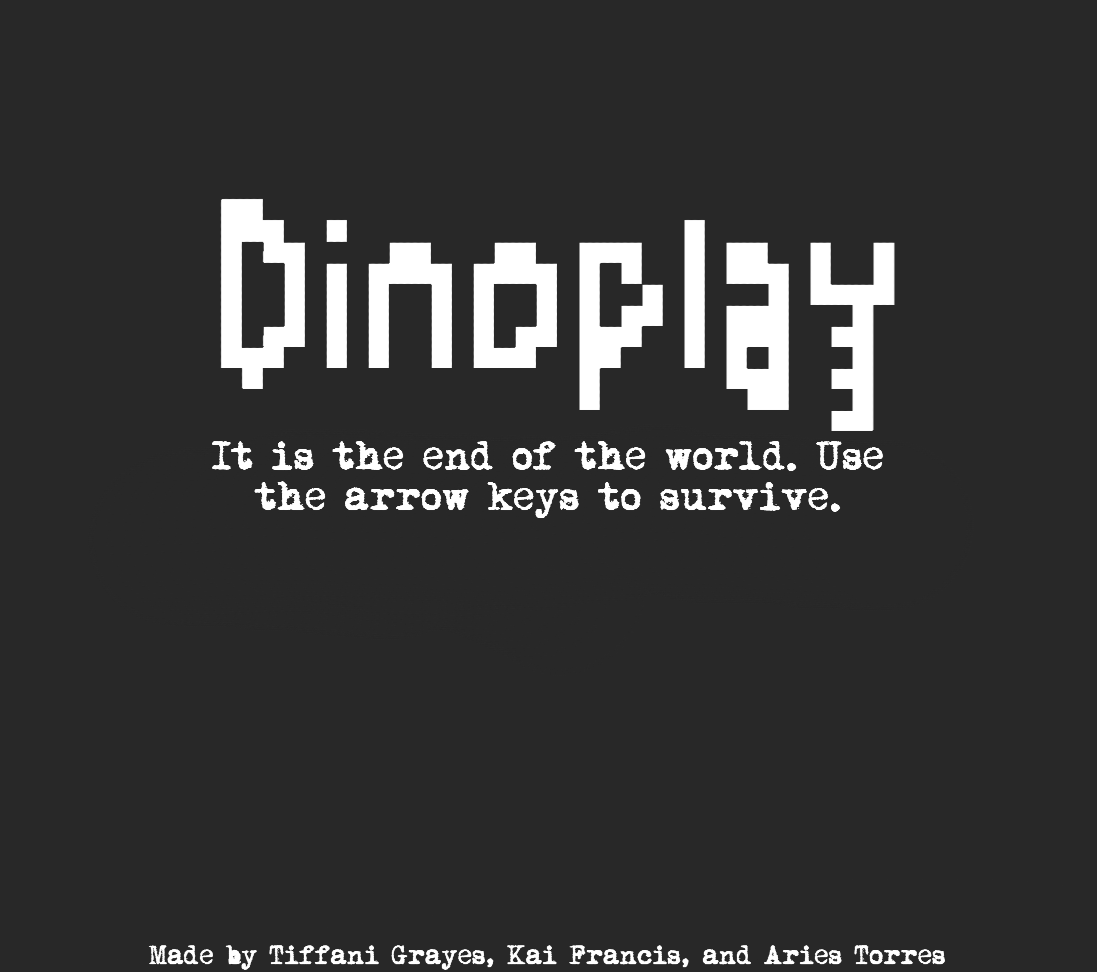 Dinoplay
It is the end of the world. Use
the arrow keys to survive.
Made by Tiffani Grayes, Kai Francis, and Aries Torres